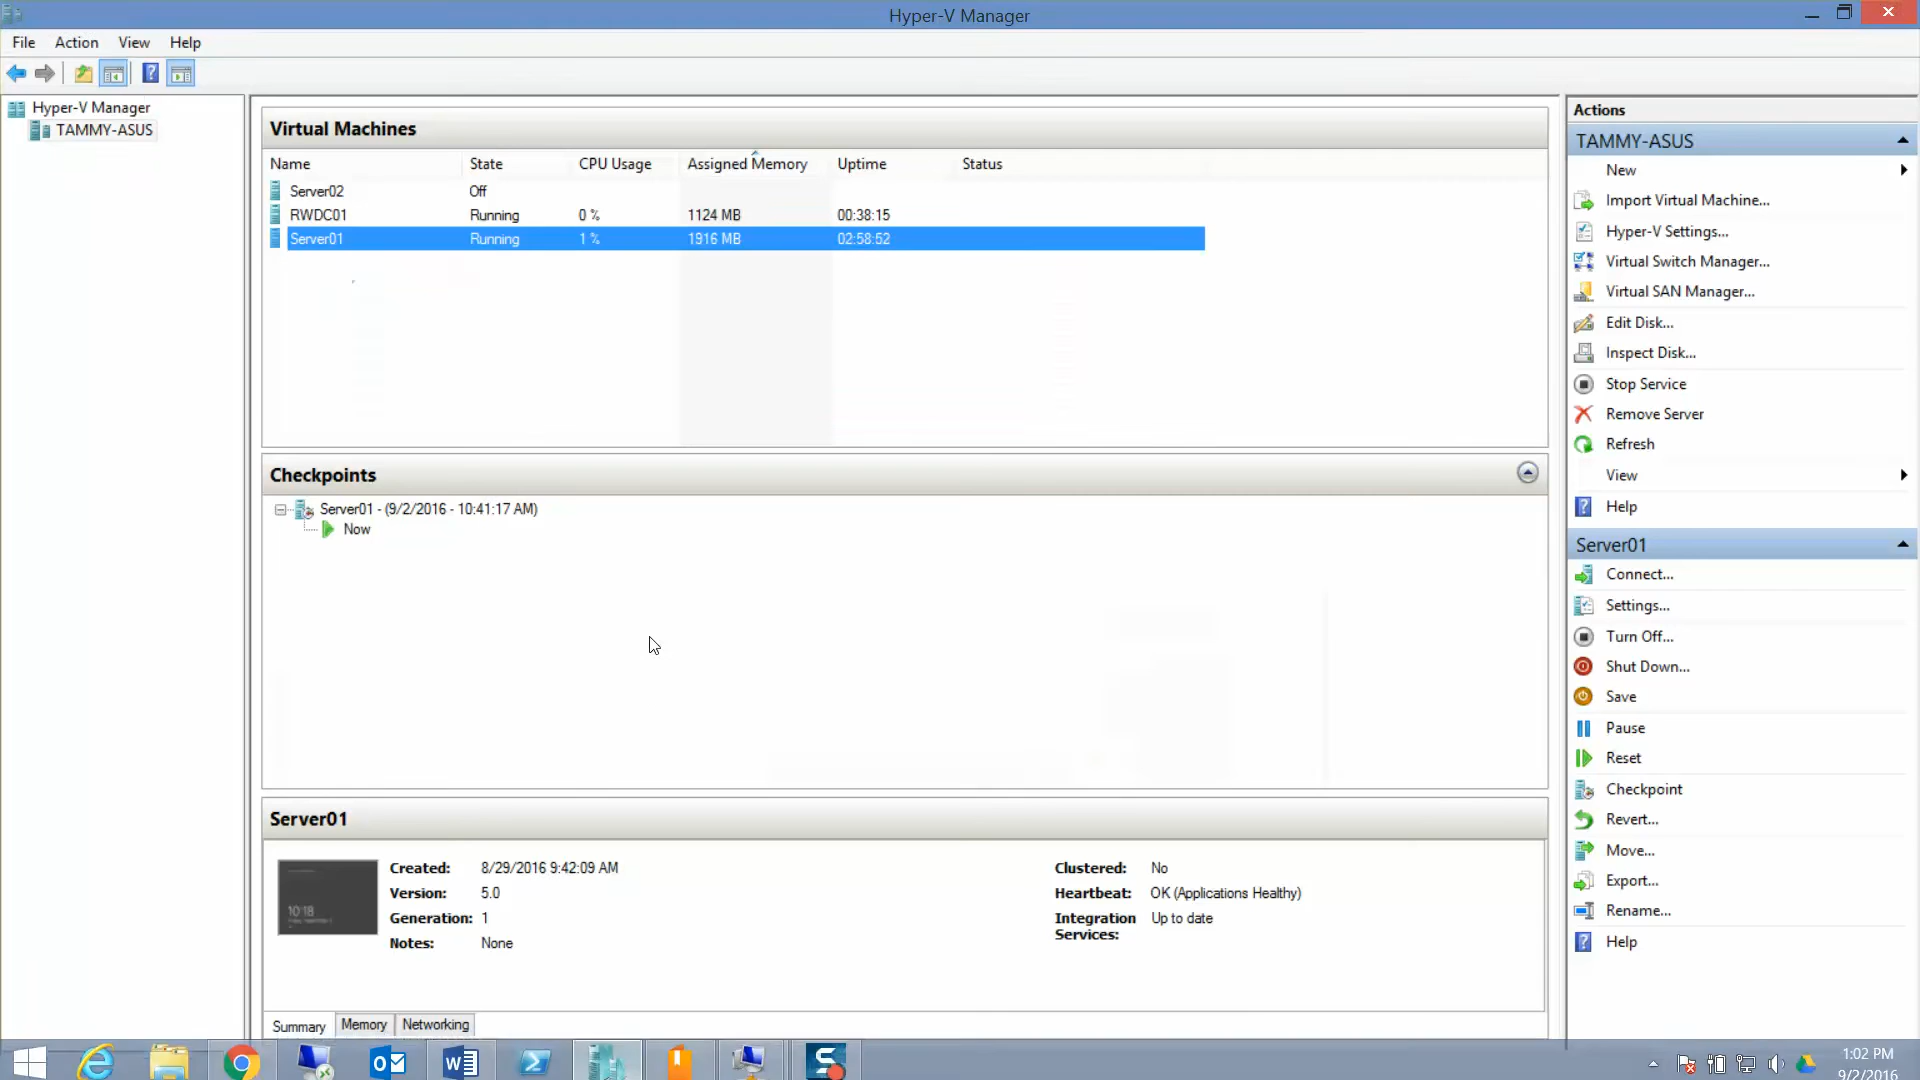 Hyper-V Manager
File Action View Help
Hyper-V Manager
TAMMY-ASUS
Virtual Machines
Name State CPU Usage Assigned Memory Uptime Status
Server02 Off
RWDC01 Running 0 % 1124 MB 00:38:15
Server01 Running 1 % 1916 MB 02:58:52
Checkpoints
Server01 - (9/2/2016 - 10:41:17 AM)
Now
Server01
10:18
Created: 8/29/2016 9:42:09 AM
Version: 5.0
Generation: 1
Notes: None
Clustered: No
Heartbeat: OK (Applications Healthy)
Integration Services: Up to date
Summary Memory Networking
Actions
TAMMY-ASUS
New
Import Virtual Machine...
Hyper-V Settings...
Virtual Switch Manager...
Virtual SAN Manager...
Edit Disk...
Inspect Disk...
Stop Service
Remove Server
Refresh
View
Help
Server01
Connect...
Settings...
Turn Off...
Shut Down...
Save
Pause
Reset
Checkpoint
Revert...
Move...
Export...
Rename...
Help
1:02 PM
9/2/2016